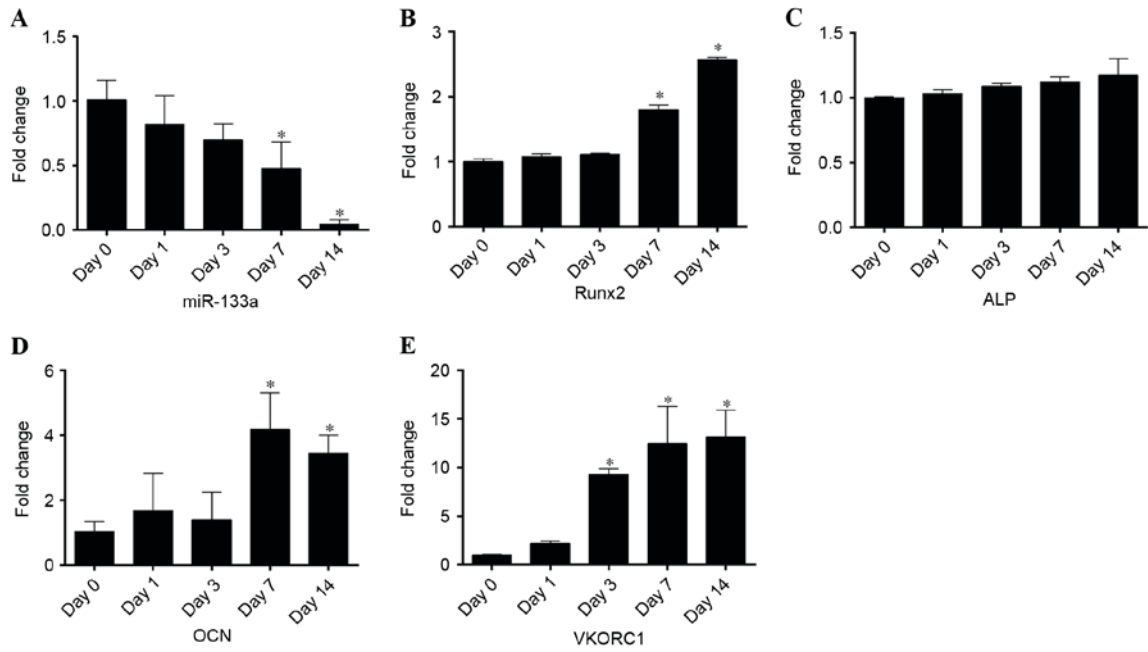 A
1.5
1.0
0.5
0.0
Fold change
*
*
Day 0
Day 1
Day 3
Day 7
Day 14
miR-133a
B
3
2
1
0
Fold change
*
*
Day 0
Day 1
Day 3
Day 7
Day 14
Runx2
C
1.5
1.0
0.5
0.0
Fold change
Day 0
Day 1
Day 3
Day 7
Day 14
ALP
D
6
4
2
0
Fold change
*
*
Day 0
Day 1
Day 3
Day 7
Day 14
OCN
E
20
15
10
5
0
Fold change
*
*
*
Day 0
Day 1
Day 3
Day 7
Day 14
VKORC1